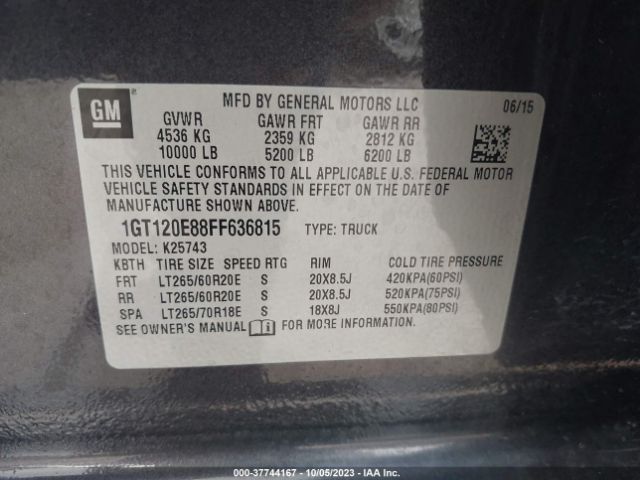 GM
MFD BY GENERAL MOTORS LLC 06/15
GVWR GAWR FRT GAWR RR
4536 KG 2359 KG 2812 KG
10000 LB 5200 LB 6200 LB
THIS VEHICLE CONFORMS TO ALL APPLICABLE U.S. FEDERAL MOTOR
VEHICLE SAFETY STANDARDS IN EFFECT ON THE DATE OF
MANUFACTURE SHOWN ABOVE.
1GT120E88FF636815 TYPE: TRUCK
MODEL: K25743
KBTH TIRE SIZE SPEED RTG RIM COLD TIRE PRESSURE
FRT LT265/60R20E S 20X8.5J 420KPA(60PSI)
RR LT265/60R20E S 20X8.5J 520KPA(75PSI)
SPA LT265/70R18E S 18X8J 550KPA(80PSI)
SEE OWNER'S MANUAL FOR MORE INFORMATION.
000-37744167 - 10/05/2023 - IAA Inc.